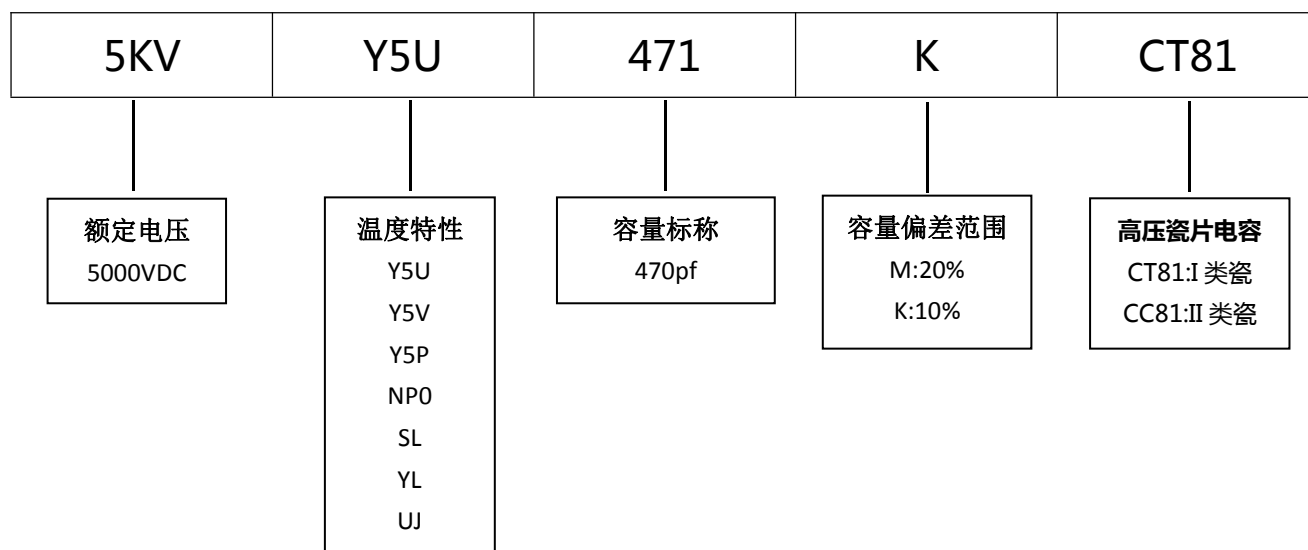 5KV Y5U 471 K CT81
额定电压
5000VDC
温度特性
Y5U
Y5V
Y5P
NP0
SL
YL
UJ
容量标称
470pf
容量偏差范围
M:20%
K:10%
高压瓷片电容
CT81:I 类瓷
CC81:II 类瓷